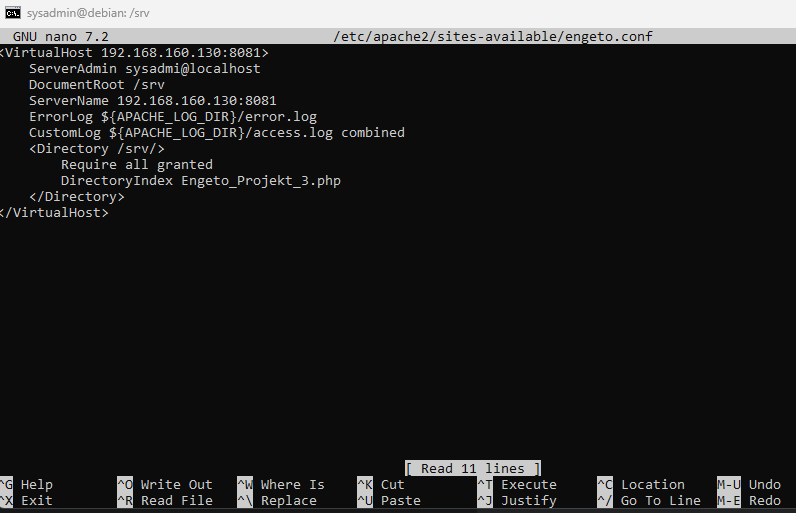 sysadmin@debian: /srv
GNU nano 7.2 /etc/apache2/sites-available/engeto.conf
<VirtualHost 192.168.160.130:8081>
    ServerAdmin sysadmi@localhost
    DocumentRoot /srv
    ServerName 192.168.160.130:8081
    ErrorLog ${APACHE_LOG_DIR}/error.log
    CustomLog ${APACHE_LOG_DIR}/access.log combined
    <Directory /srv/>
        Require all granted
        DirectoryIndex Engeto_Projekt_3.php
    </Directory>
</VirtualHost>
[ Read 11 lines ]
^G Help ^O Write Out ^W Where Is ^K Cut ^T Execute ^C Location M-U Undo
^X Exit ^R Read File ^\ Replace ^U Paste ^J Justify ^/ Go To Line M-E Redo